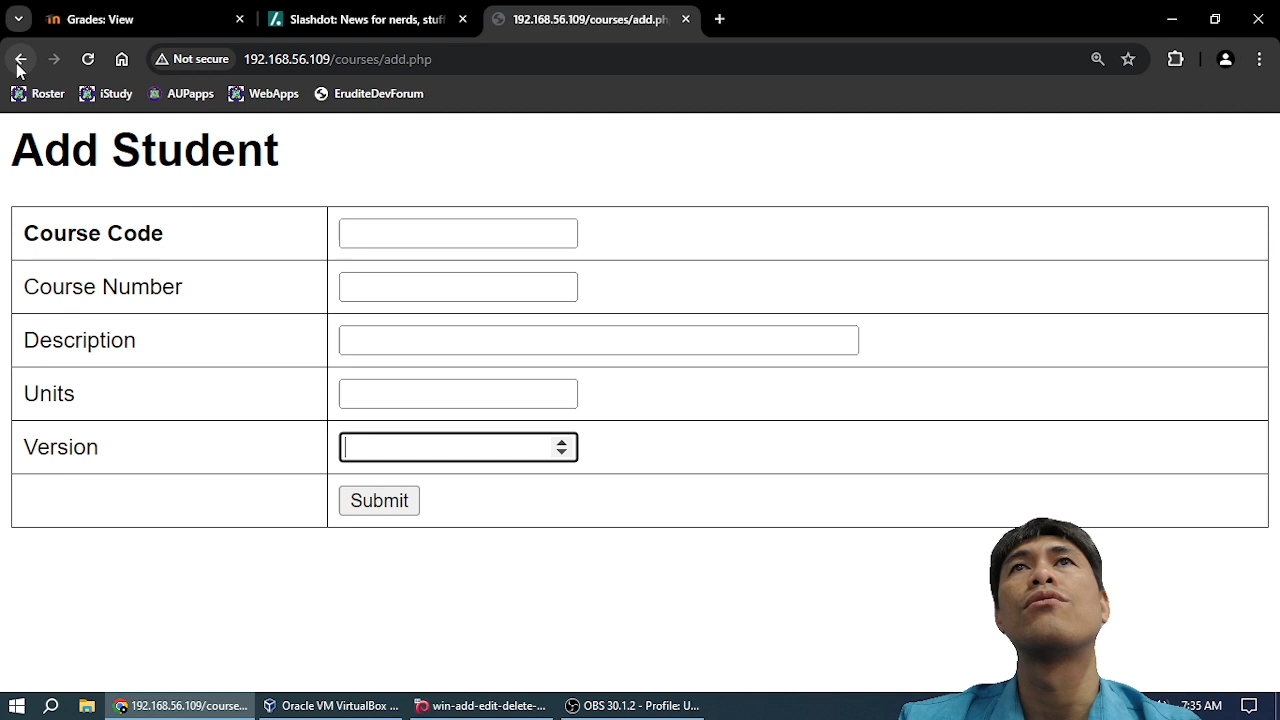 Grades: View
Slashdot: News for nerds, stuff
192.168.56.109/courses/add.ph
Not secure
192.168.56.109/courses/add.php
Roster
iStudy
AUPapps
WebApps
EruditeDevForum
Add Student
Course Code
Course Number
Description
Units
Version
Submit
192.168.56.109/course...
Oracle VM VirtualBox ...
win-add-edit-delete-...
OBS 30.1.2 - Profile: U...
7:35 AM